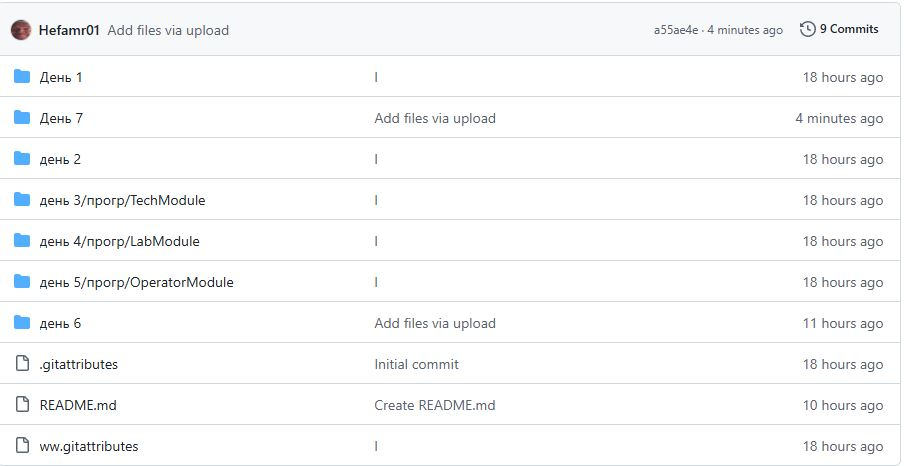 Hefamr01 Add files via upload a55ae4e · 4 minutes ago 9 Commits
День 1 I 18 hours ago
День 7 Add files via upload 4 minutes ago
день 2 I 18 hours ago
день 3/прогр/TechModule I 18 hours ago
день 4/прогр/LabModule I 18 hours ago
день 5/прогр/OperatorModule I 18 hours ago
день 6 Add files via upload 11 hours ago
.gitattributes Initial commit 18 hours ago
README.md Create README.md 10 hours ago
ww.gitattributes I 18 hours ago